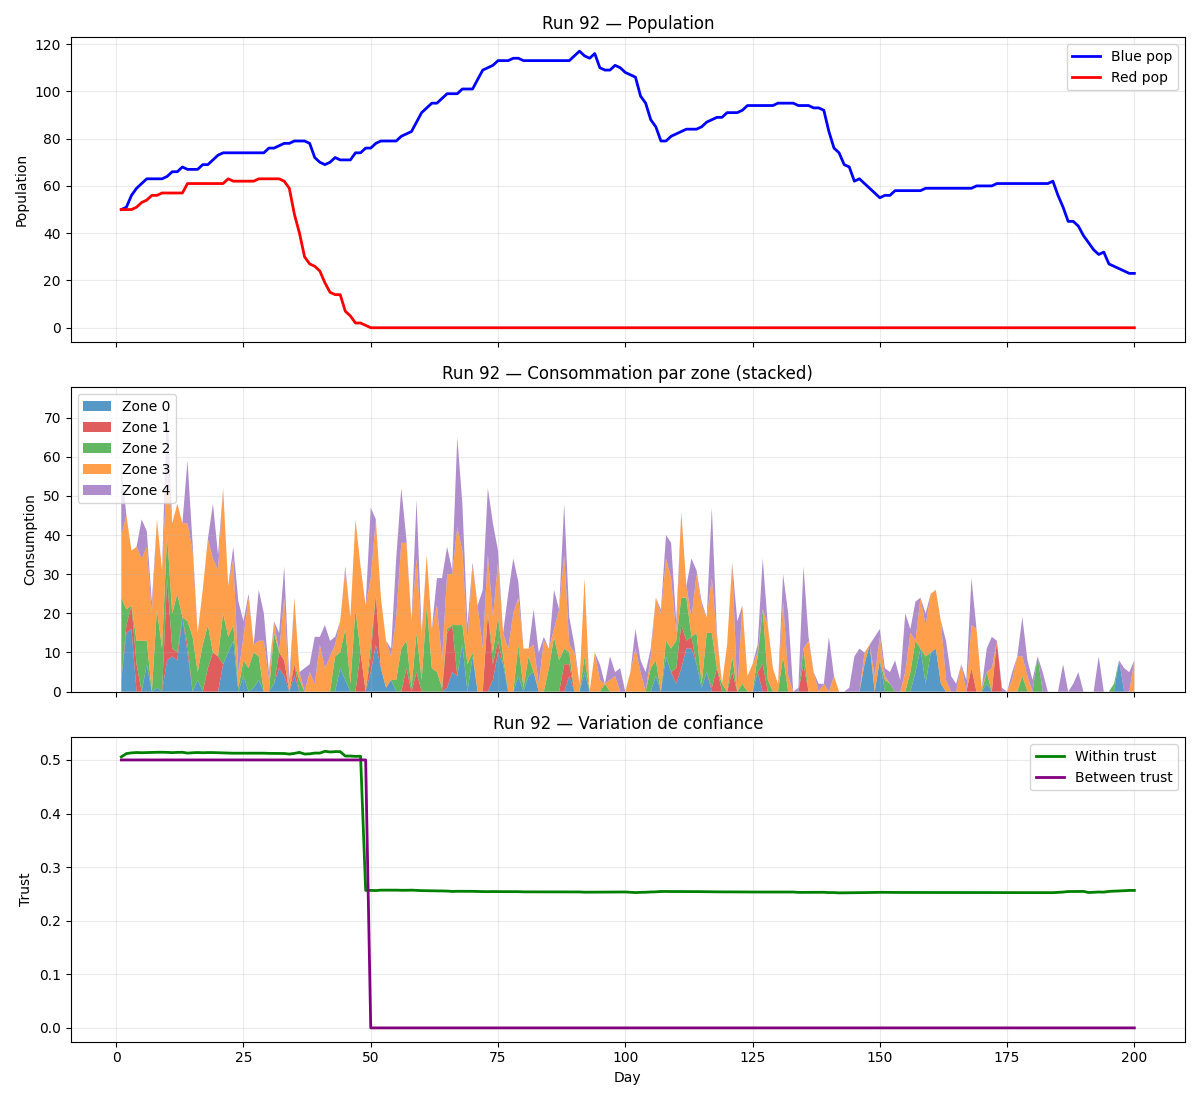 Run 92 — Population
Population
120
100
80
60
40
20
0
Blue pop
Red pop
Run 92 — Consommation par zone (stacked)
Consumption
70
60
50
40
30
20
10
0
Zone 0
Zone 1
Zone 2
Zone 3
Zone 4
Run 92 — Variation de confiance
Trust
0.5
0.4
0.3
0.2
0.1
0.0
Within trust
Between trust
0 25 50 75 100 125 150 175 200
Day